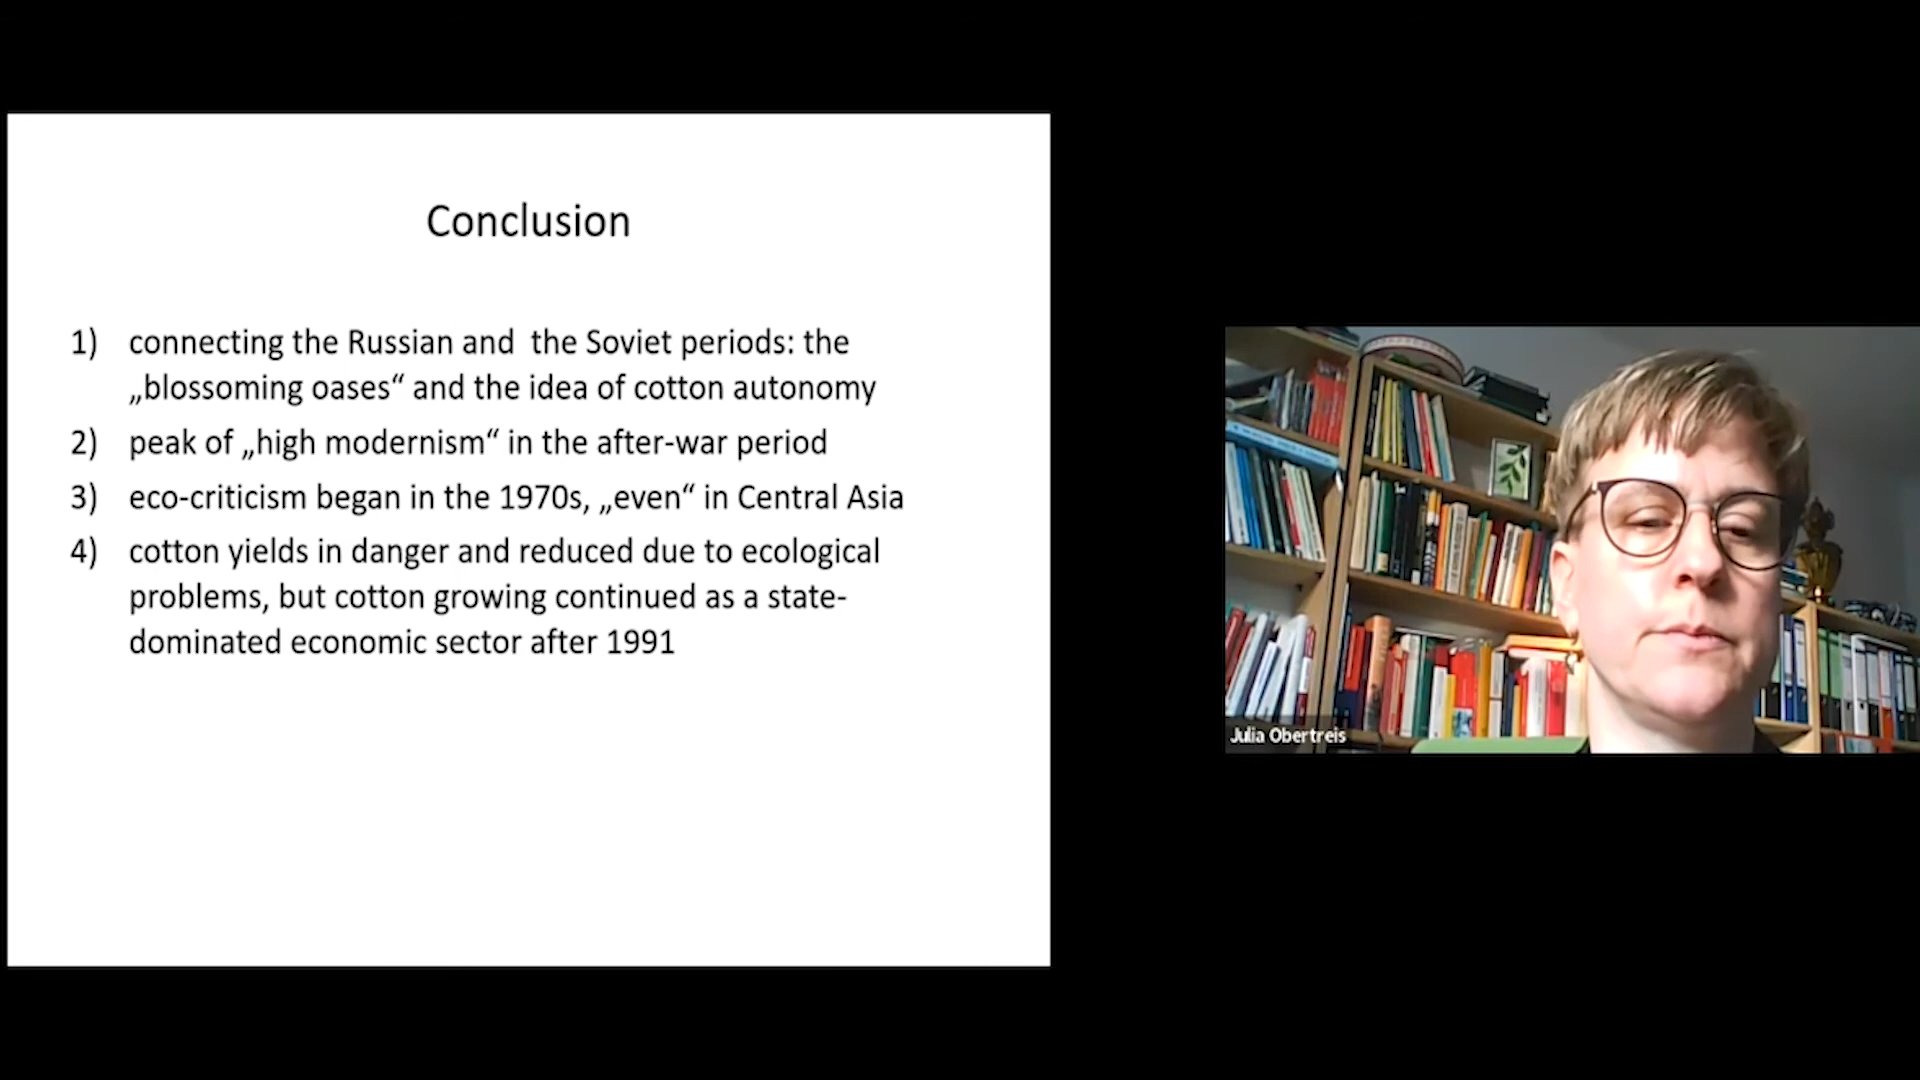 Conclusion
1) connecting the Russian and  the Soviet periods: the
„blossoming oases“ and the idea of cotton autonomy
2) peak of „high modernism“ in the after-war period
3) eco-criticism began in the 1970s, „even“ in Central Asia
4) cotton yields in danger and reduced due to ecological
problems, but cotton growing continued as a state-
dominated economic sector after 1991
Julia Obertreis